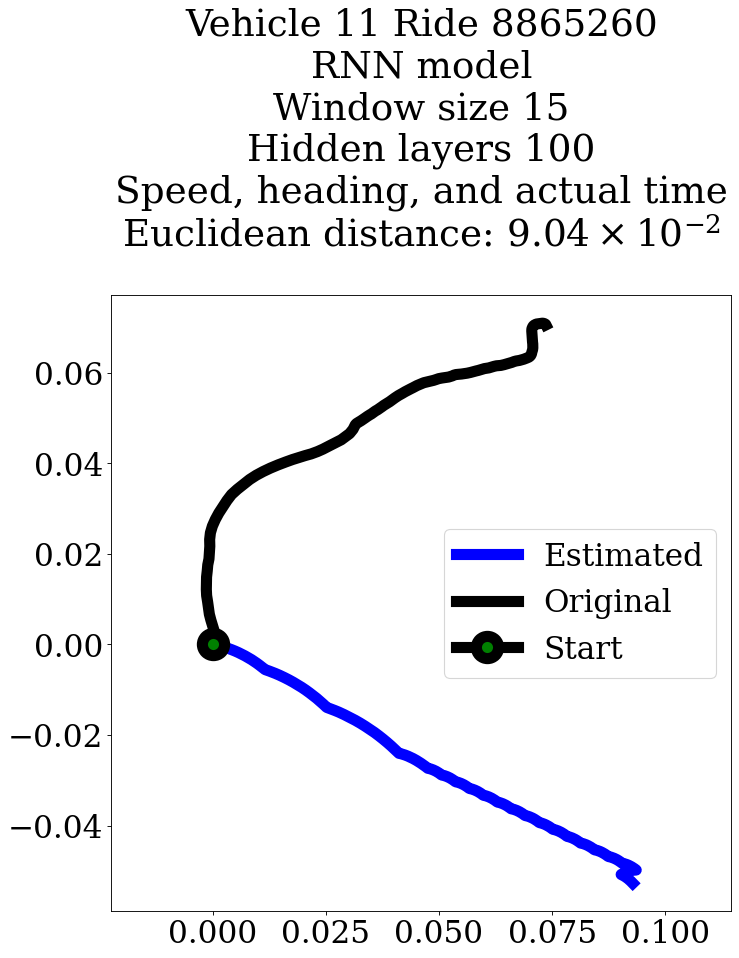 Vehicle 11 Ride 8865260
RNN model
Window size 15
Hidden layers 100
Speed, heading, and actual time
Euclidean distance: 9.04 × 10⁻²
0.06
0.04
0.02
0.00
−0.02
−0.04
Estimated
Original
Start
0.000 0.025 0.050 0.075 0.100